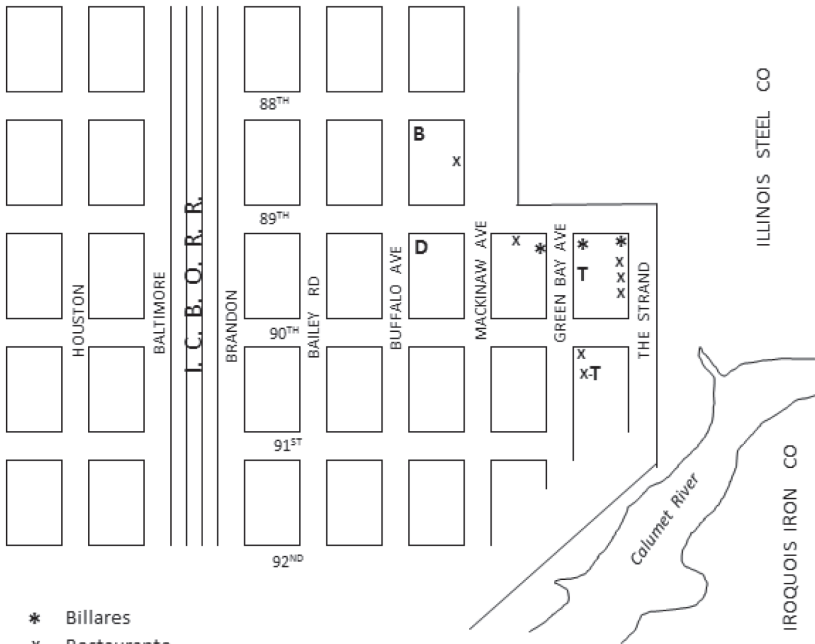 88TH
89TH
90TH
91ST
92ND
HOUSTON
BALTIMORE
I. C. B. O. R. R.
BRANDON
BAILEY RD
BUFFALO AVE
MACKINAW AVE
GREEN BAY AVE
THE STRAND
ILLINOIS STEEL CO
IROQUOIS IRON CO
Calumet River
B
x
D
x *
* *
T
x
x
x
x
x-T
* Billares
x Restaurante